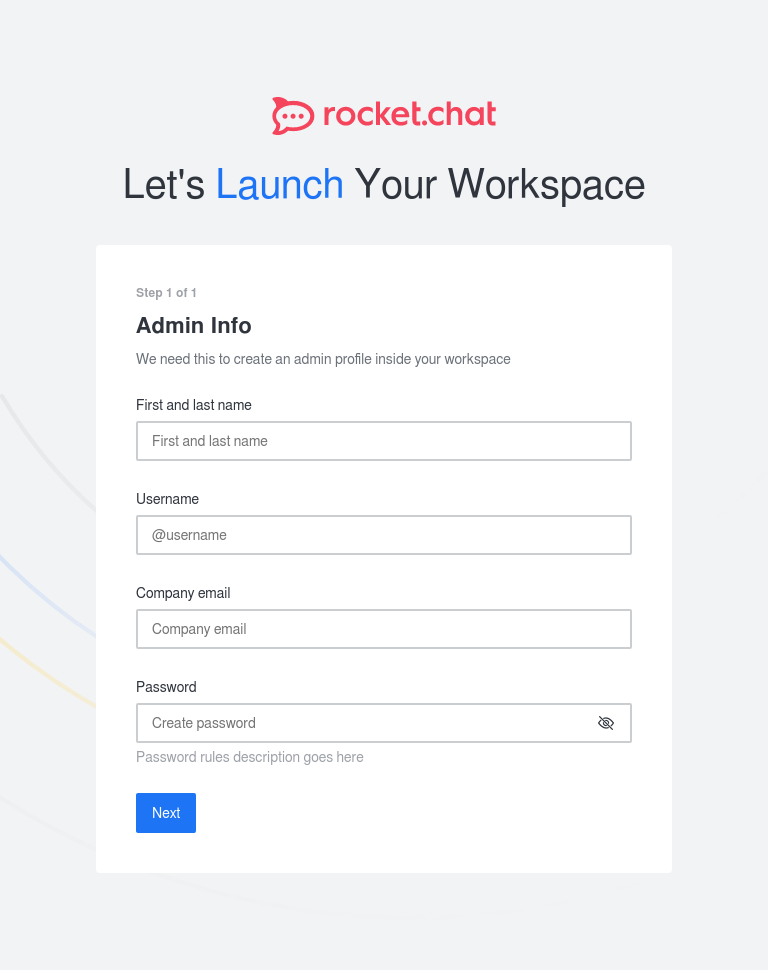 rocket.chat
Let's Launch Your Workspace
Step 1 of 1
Admin Info
We need this to create an admin profile inside your workspace
First and last name
First and last name
Username
@username
Company email
Company email
Password
Create password
Password rules description goes here
Next